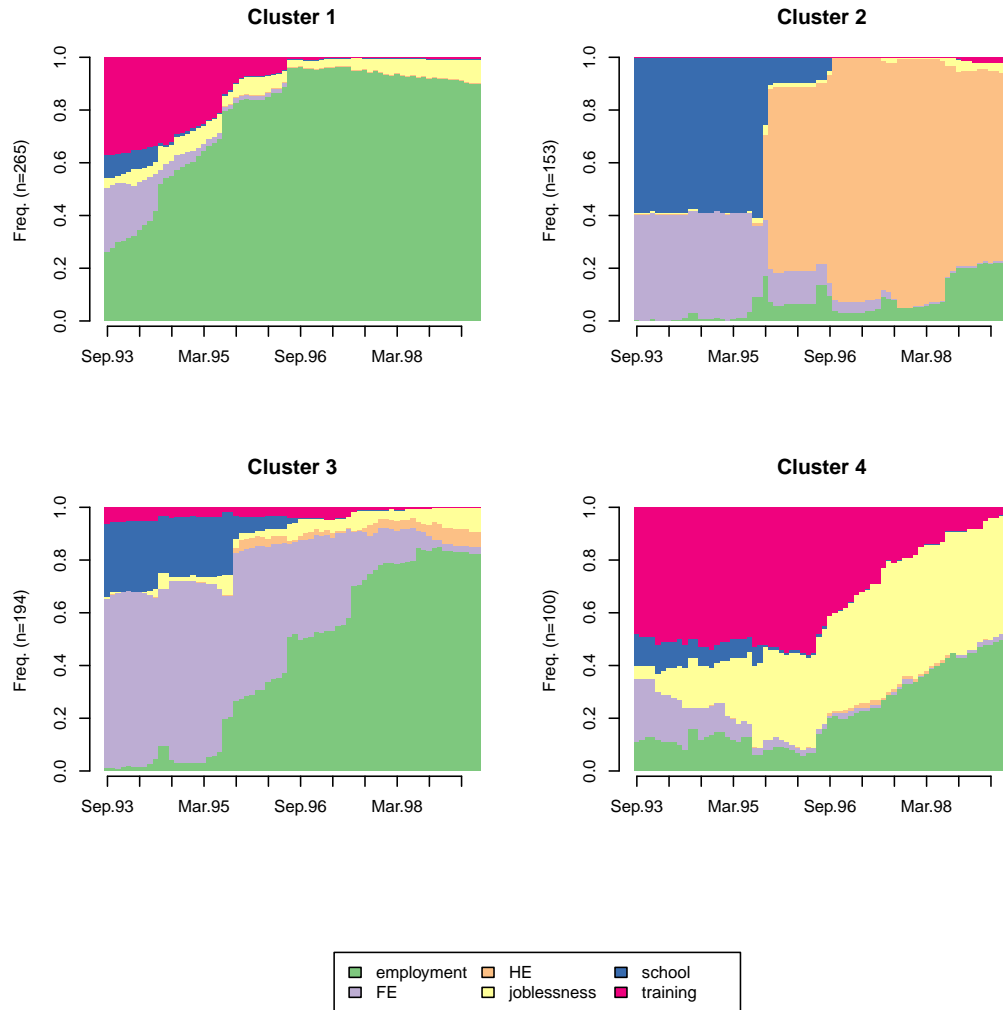 Cluster 1
Freq. (n=265)
0.0 0.2 0.4 0.6 0.8 1.0
Sep.93 Mar.95 Sep.96 Mar.98
Cluster 2
Freq. (n=153)
0.0 0.2 0.4 0.6 0.8 1.0
Sep.93 Mar.95 Sep.96 Mar.98
Cluster 3
Freq. (n=194)
0.0 0.2 0.4 0.6 0.8 1.0
Sep.93 Mar.95 Sep.96 Mar.98
Cluster 4
Freq. (n=100)
0.0 0.2 0.4 0.6 0.8 1.0
Sep.93 Mar.95 Sep.96 Mar.98
employment HE school
FE joblessness training